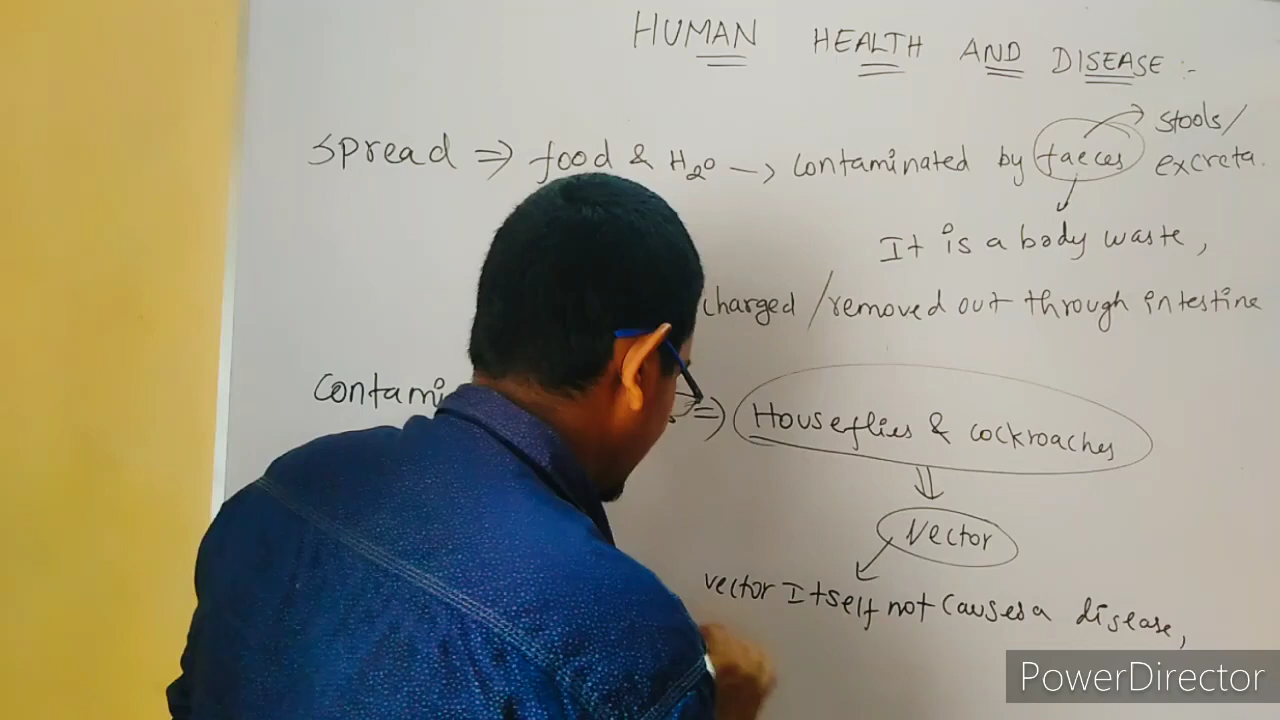 HUMAN HEALTH AND DISEASE :-
Spread ⇒ food & H2O → contaminated by faeces → stools/
excreta.
It is a body waste,
charged / removed out through intestine
Contami ⇒ Houseflies & cockroaches
⇓
Vector
vector Itself not causes a disease,
PowerDirector